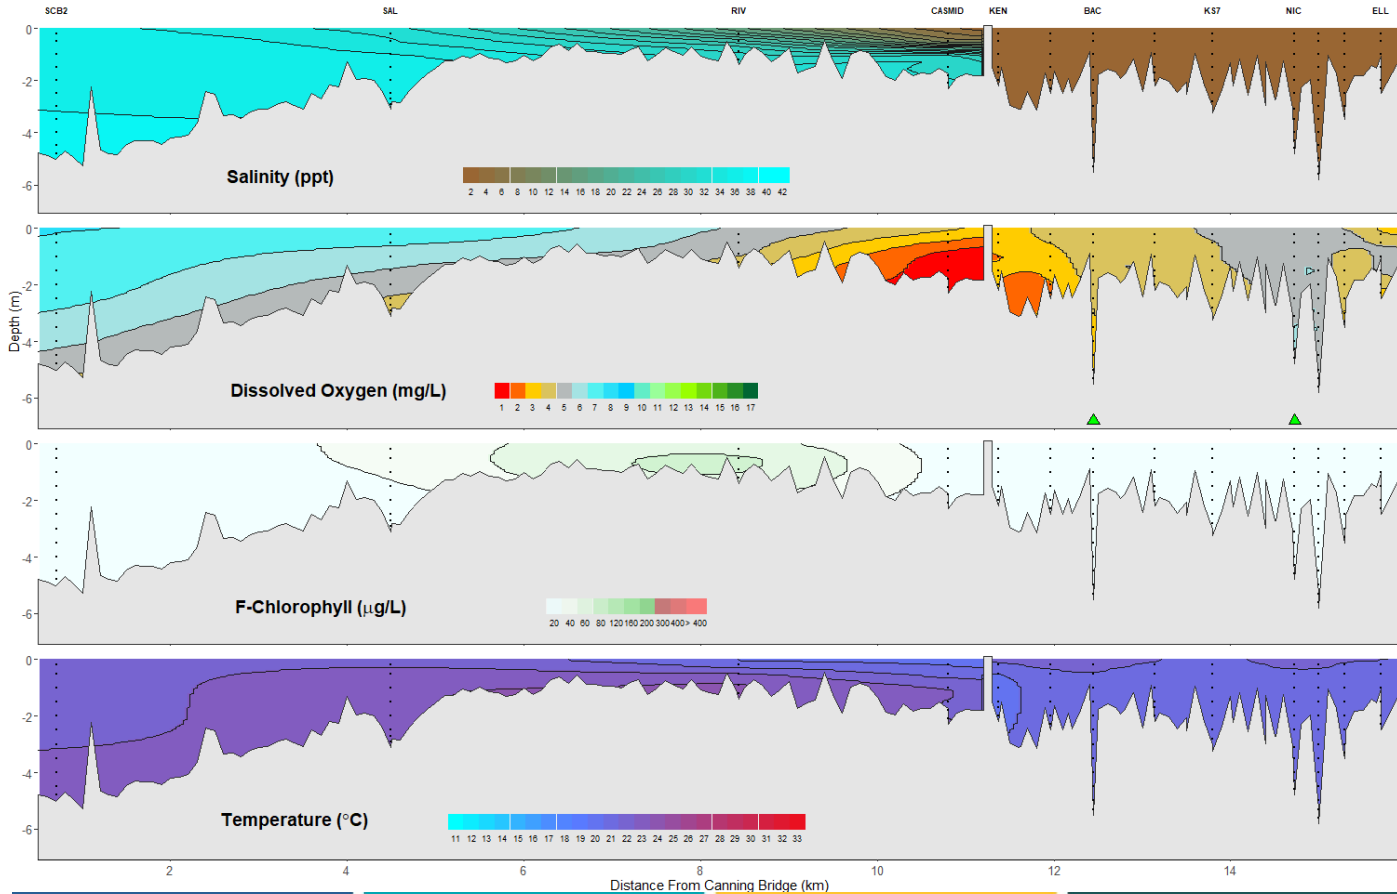 SCB2 SAL RIV CASMID KEN BAC KS7 NIC ELL
0
-2
-4
-6
Salinity (ppt)
2 4 6 8 10 12 14 16 18 20 22 24 26 28 30 32 34 36 38 40 42
0
-2
-4
-6
Depth (m)
Dissolved Oxygen (mg/L)
1 2 3 4 5 6 7 8 9 10 11 12 13 14 15 16 17
0
-2
-4
-6
F-Chlorophyll (μg/L)
20 40 60 80 120 160 200 300 400 > 400
0
-2
-4
-6
Temperature (°C)
11 12 13 14 15 16 17 18 19 20 21 22 23 24 25 26 27 28 29 30 31 32 33
2 4 6 8 10 12 14
Distance From Canning Bridge (km)